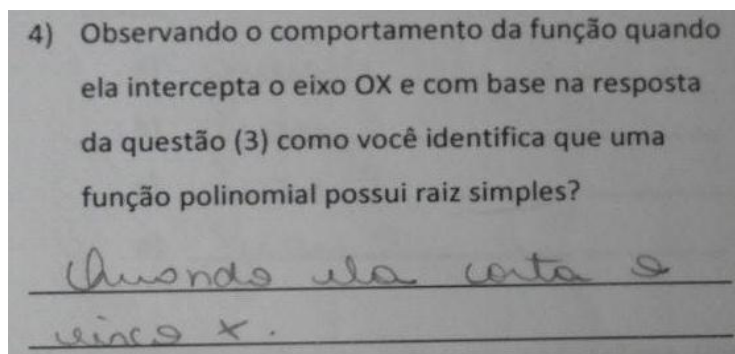 4) Observando o comportamento da função quando
ela intercepta o eixo OX e com base na resposta
da questão (3) como você identifica que uma
função polinomial possui raiz simples?
Quando ela corta o
einco x.